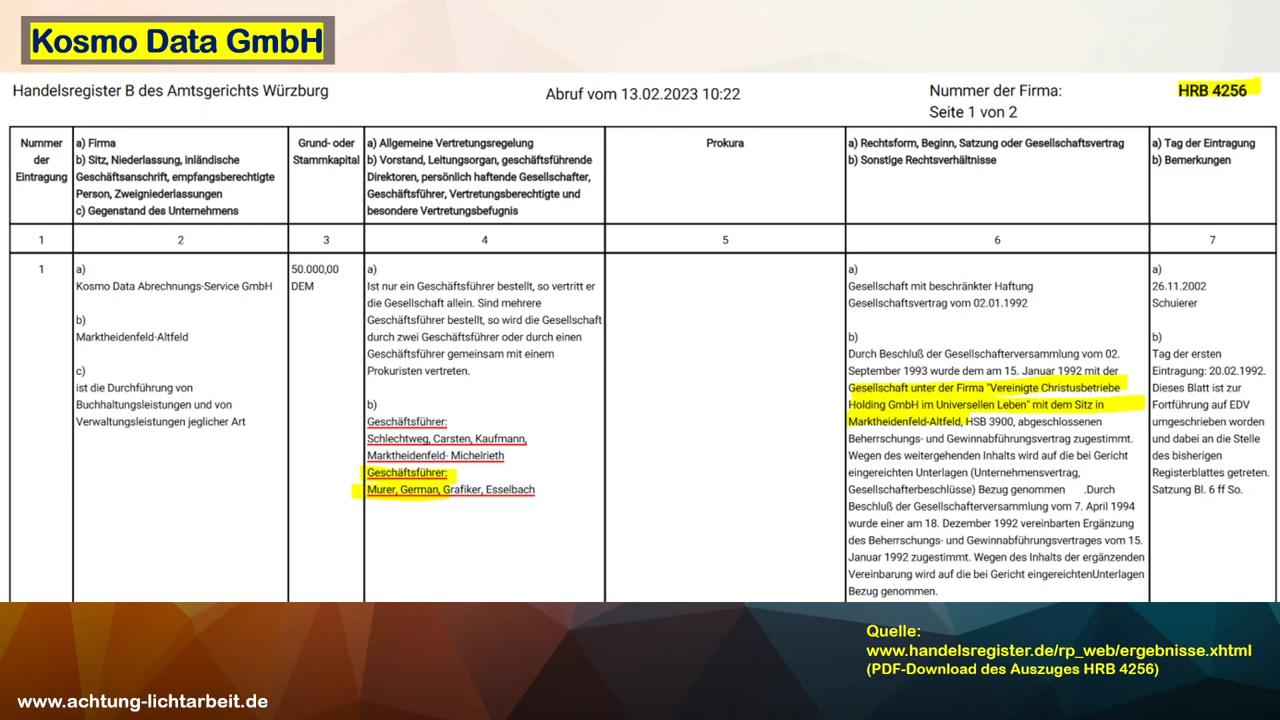 Kosmo Data GmbH
Handelsregister B des Amtsgerichts Würzburg
Abruf vom 13.02.2023 10:22
Nummer der Firma:
HRB 4256
Seite 1 von 2
Nummer
der
Eintragung
a) Firma
b) Sitz, Niederlassung, inländische
Geschäftsanschrift, empfangsberechtigte
Person, Zweigniederlassungen
c) Gegenstand des Unternehmens
Grund- oder
Stammkapital
a) Allgemeine Vertretungsregelung
b) Vorstand, Leitungsorgan, geschäftsführende
Direktoren, persönlich haftende Gesellschafter,
Geschäftsführer, Vertretungsberechtigte und
besondere Vertretungsbefugnis
Prokura
a) Rechtsform, Beginn, Satzung oder Gesellschaftsvertrag
b) Sonstige Rechtsverhältnisse
a) Tag der Eintragung
b) Bemerkungen
1
2
3
4
5
6
7
1
a)
Kosmo Data Abrechnungs-Service GmbH
b)
Marktheidenfeld-Altfeld
c)
ist die Durchführung von
Buchhaltungsleistungen und von
Verwaltungsleistungen jeglicher Art
50.000,00
DEM
a)
Ist nur ein Geschäftsführer bestellt, so vertritt er
die Gesellschaft allein. Sind mehrere
Geschäftsführer bestellt, so wird die Gesellschaft
durch zwei Geschäftsführer oder durch einen
Geschäftsführer gemeinsam mit einem
Prokuristen vertreten.
b)
Geschäftsführer:
Schlechtweg, Carsten, Kaufmann,
Marktheidenfeld- Michelrieth
Geschäftsführer:
Murer, German, Grafiker, Esselbach
a)
Gesellschaft mit beschränkter Haftung
Gesellschaftsvertrag vom 02.01.1992
b)
Durch Beschluß der Gesellschafterversammlung vom 02.
September 1993 wurde dem am 15. Januar 1992 mit der
Gesellschaft unter der Firma "Vereinigte Christusbetriebe
Holding GmbH im Universellen Leben" mit dem Sitz in
Marktheidenfeld-Altfeld, HSB 3900, abgeschlossenen
Beherrschungs- und Gewinnabführungsvertrag zugestimmt.
Wegen des weitergehenden Inhalts wird auf die bei Gericht
eingereichten Unterlagen (Unternehmensvertrag,
Gesellschafterbeschlüsse) Bezug genommen .Durch
Beschluß der Gesellschafterversammlung vom 7. April 1994
wurde einer am 18. Dezember 1992 vereinbarten Ergänzung
des Beherrschungs- und Gewinnabführungsvertrages vom 15.
Januar 1992 zugestimmt. Wegen des Inhalts der ergänzenden
Vereinbarung wird auf die bei Gericht eingereichtenUnterlagen
Bezug genommen.
a)
26.11.2002
Schuierer
b)
Tag der ersten
Eintragung: 20.02.1992.
Dieses Blatt ist zur
Fortführung auf EDV
umgeschrieben worden
und dabei an die Stelle
des bisherigen
Registerblattes getreten.
Satzung Bl. 6 ff So.
Quelle:
www.handelsregister.de/rp_web/ergebnisse.xhtml
(PDF-Download des Auszuges HRB 4256)
www.achtung-lichtarbeit.de